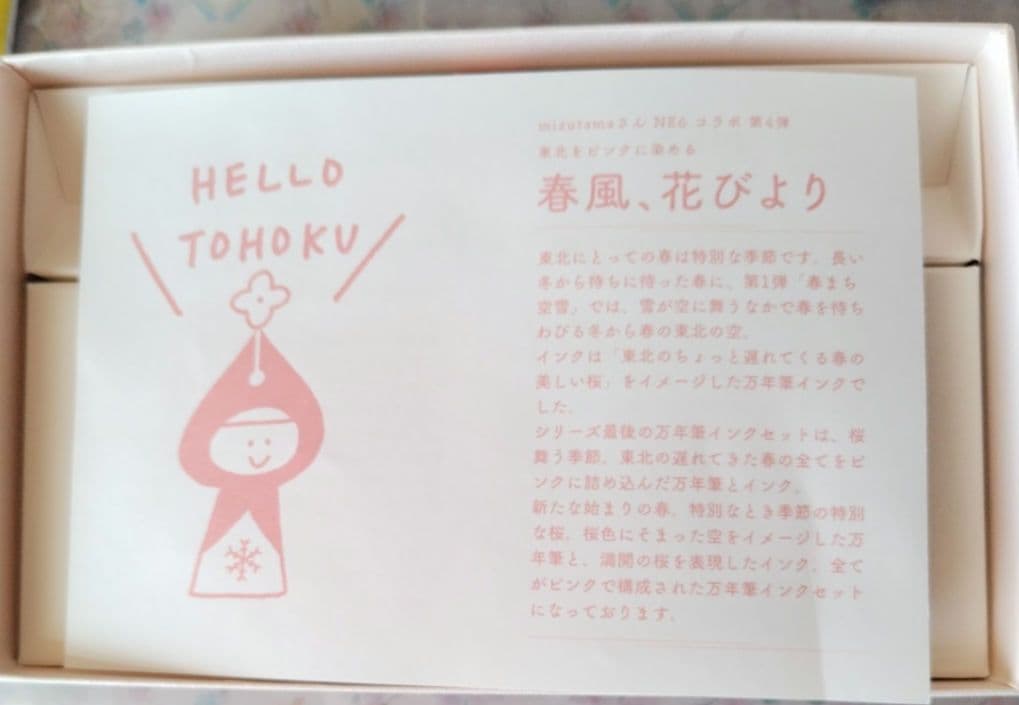 HELLO
TOHOKU
mizutamaさん NE6 コラボ 第4弾
東北をピンクに染める
春風、花びより
東北にとっての春は特別な季節です。長い
冬から待ちに待った春に、第1弾「春まち
空雪」では、雪が空に舞うなかで春を待ち
わびる冬から春の東北の空。
インクは「東北のちょっと遅れてくる春の
美しい桜」をイメージした万年筆インクで
した。
シリーズ最後の万年筆インクセットは、桜
舞う季節。東北の遅れてきた春の全てをピ
ンクに詰め込んだ万年筆とインク。
新たな始まりの春。特別なとき季節の特別
な桜。桜色にそまった空をイメージした万
年筆と、満開の桜を表現したインク。全て
がピンクで構成された万年筆インクセット
になっております。